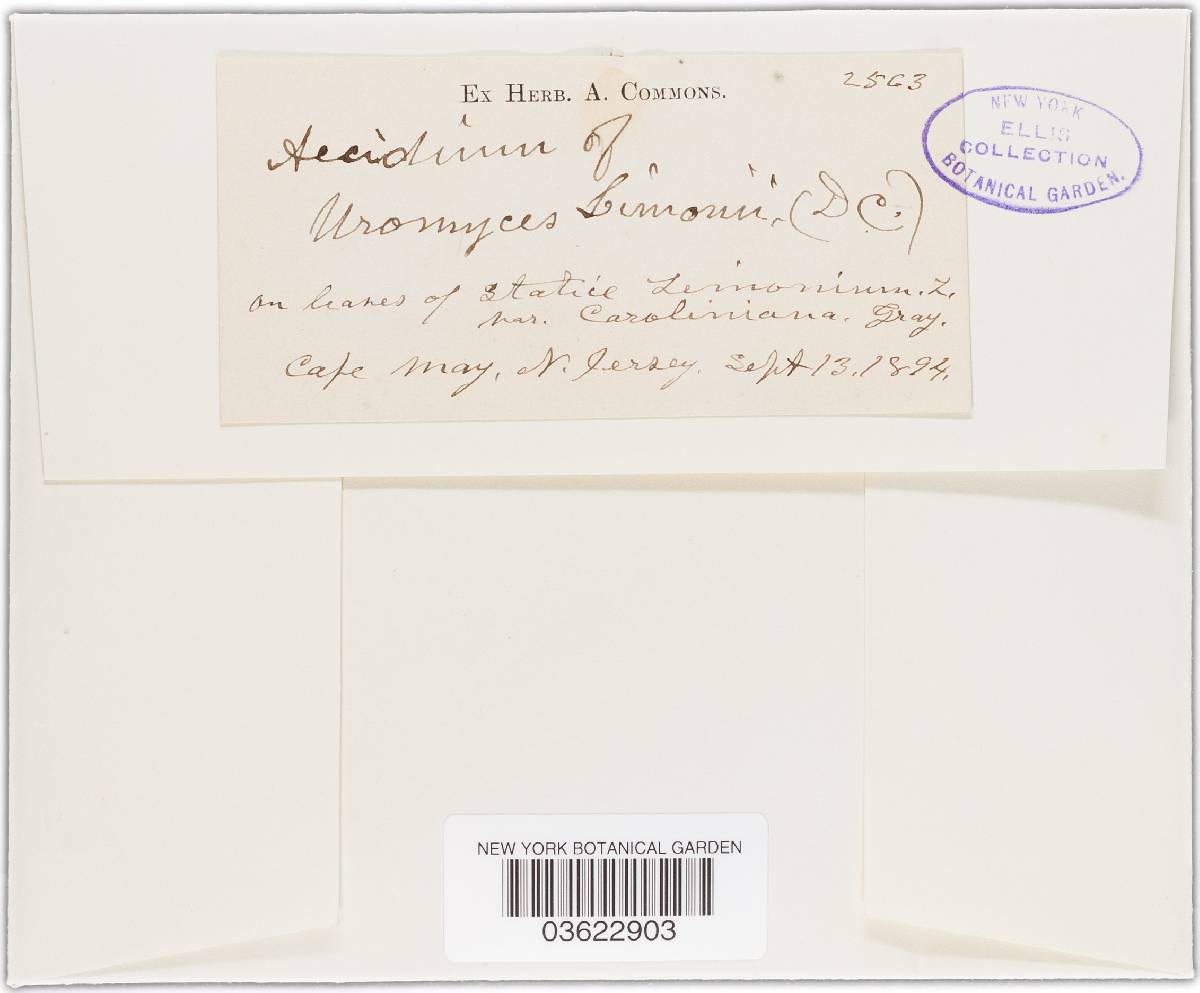 Ex Herb. A. Commons.
2563
Aecidium of
Uromyces Limonii, (DC.)
on leaves of Statice Limonium. L.
var. Caroliniana. Gray.
Cape May, N. Jersey. Sept 13. 1894.
NEW YORK
ELLIS
COLLECTION
BOTANICAL GARDEN.
NEW YORK BOTANICAL GARDEN
03622903